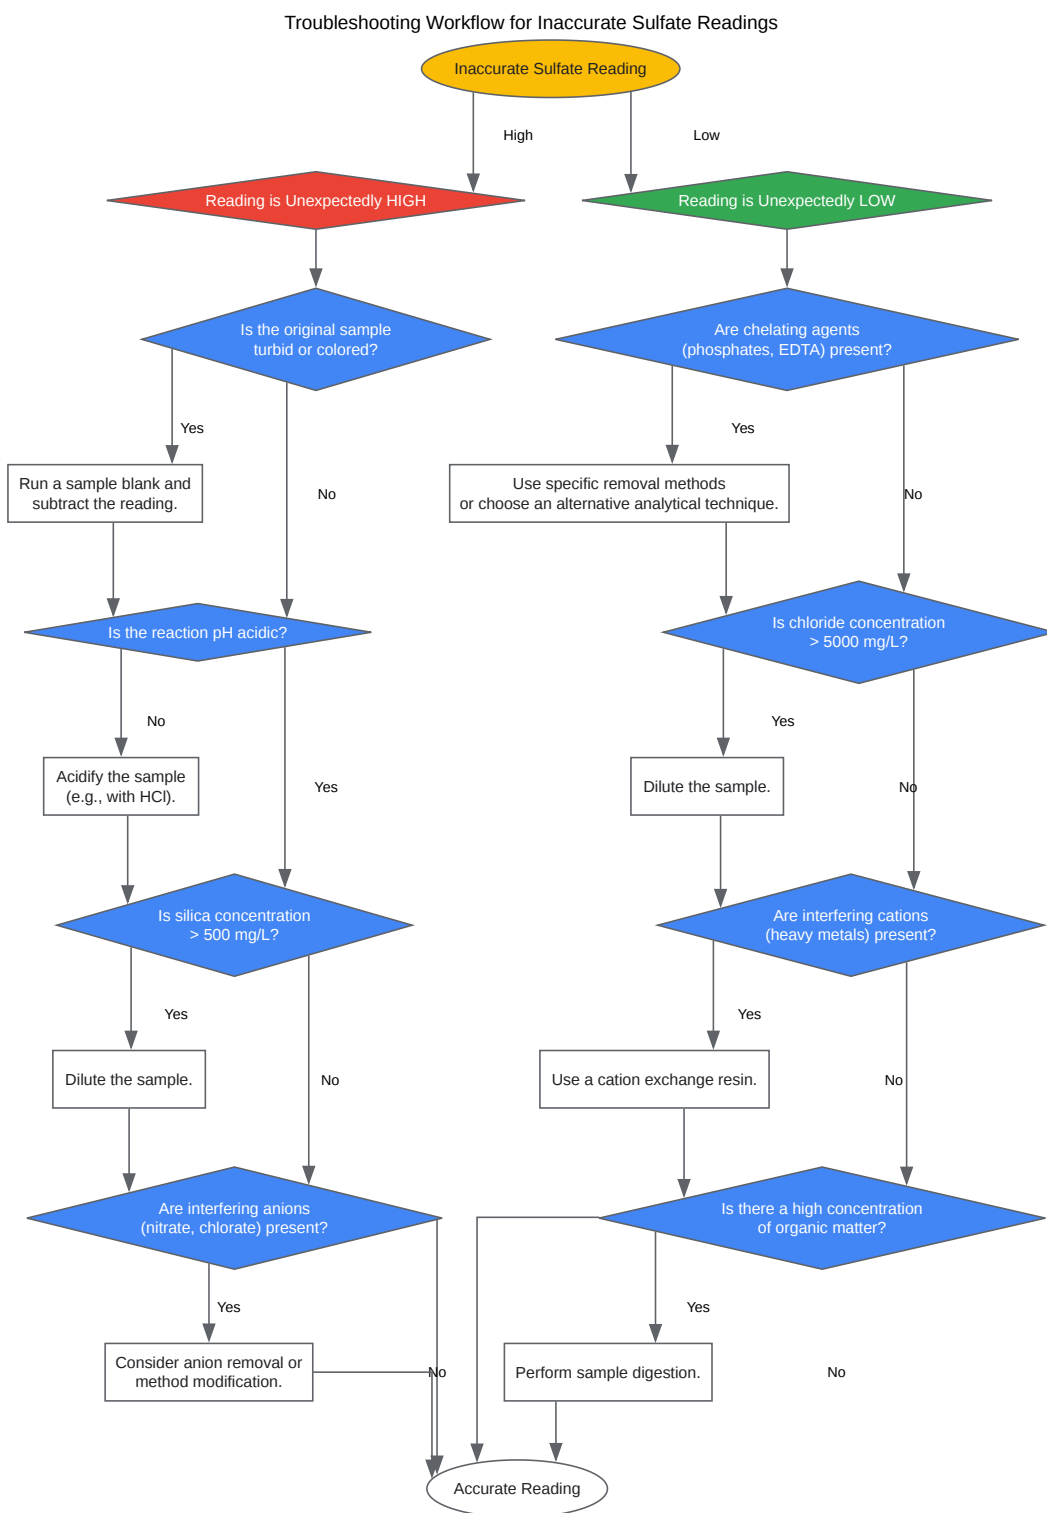 Troubleshooting Workflow for Inaccurate Sulfate Readings
Inaccurate Sulfate Reading
High
Low
Reading is Unexpectedly HIGH
Reading is Unexpectedly LOW
Is the original sample
turbid or colored?
Are chelating agents
(phosphates, EDTA) present?
Yes
Yes
Run a sample blank and
subtract the reading.
No
Use specific removal methods
or choose an alternative analytical technique.
No
Is the reaction pH acidic?
Is chloride concentration
> 5000 mg/L?
No
Yes
Acidify the sample
(e.g., with HCl).
Yes
Dilute the sample.
No
Is silica concentration
> 500 mg/L?
Are interfering cations
(heavy metals) present?
Yes
Yes
Dilute the sample.
No
Use a cation exchange resin.
No
Are interfering anions
(nitrate, chlorate) present?
Is there a high concentration
of organic matter?
Yes
Yes
Consider anion removal or
method modification.
No
Perform sample digestion.
No
Accurate Reading